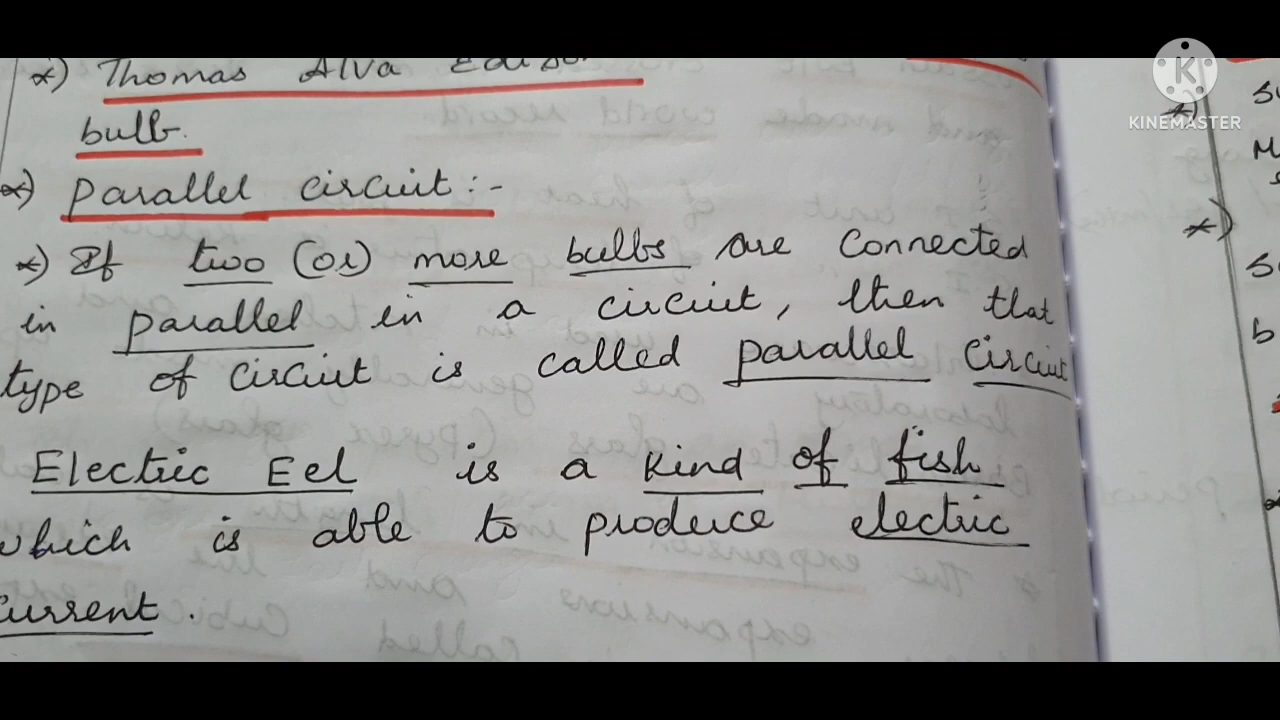 *) Thomas Alva Edison
bulb.
*) Parallel circuit:-
*) If two (or) more bulbs are connected
in parallel in a circuit, then that
type of circuit is called parallel circuit
Electric Eel is a kind of fish
which is able to produce electric
current.
KINEMASTER
*)
*)